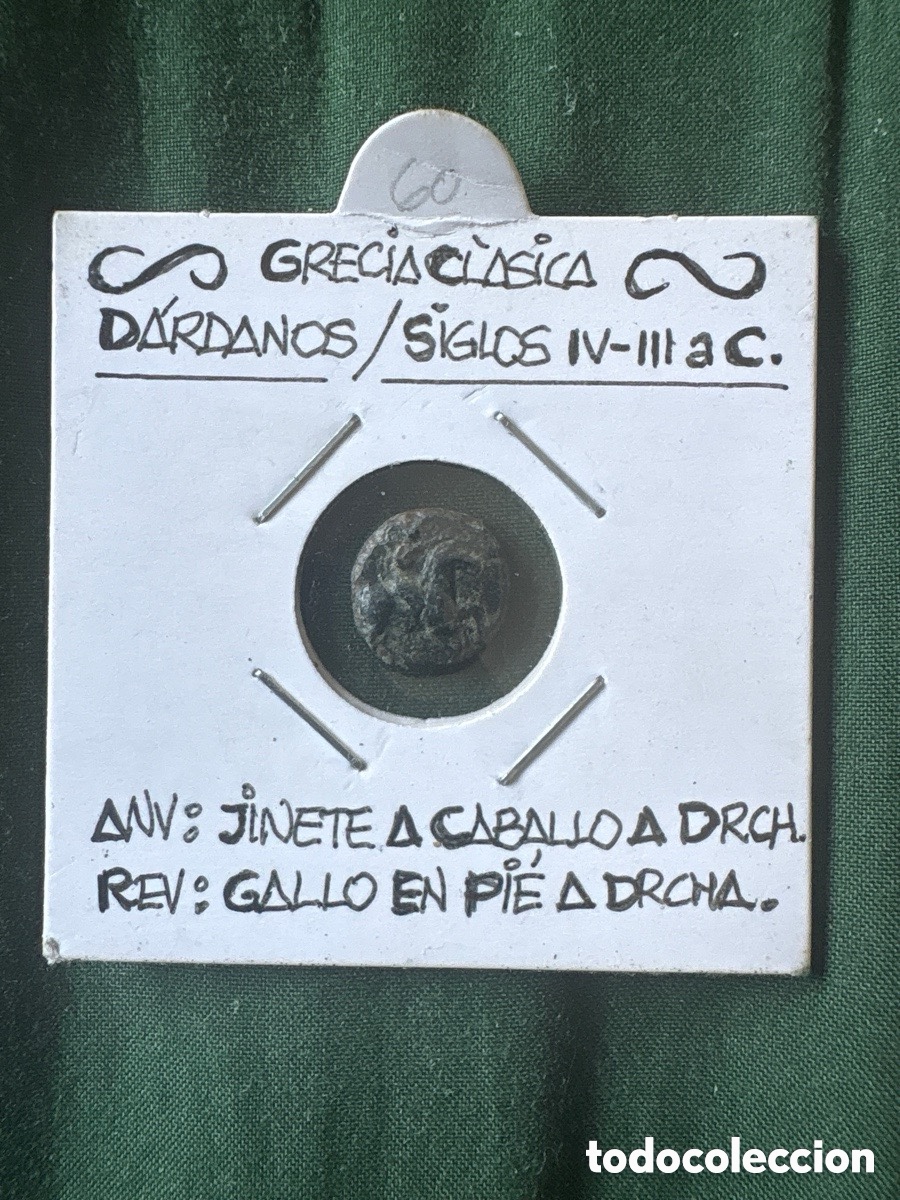 60
GRECIA CLÀSICA
DÁRDANOS / SIGLOS IV-III a C.
ANV: JINETE A CABALLO A DRCH.
REV: GALLO EN PIÉ A DRCHA.
todocoleccion